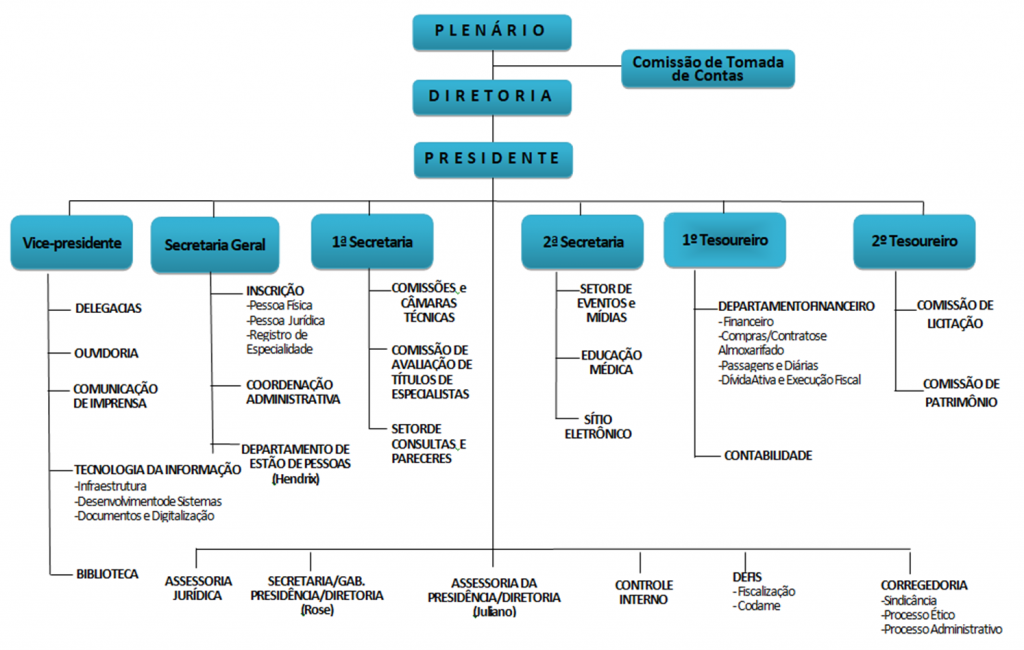 PLENÁRIO
Comissão de Tomada
de Contas
DIRETORIA
PRESIDENTE
Vice-presidente
Secretaria Geral
1ª Secretaria
2ª Secretaria
1º Tesoureiro
2º Tesoureiro
DELEGACIAS
OUVIDORIA
COMUNICAÇÃO
DE IMPRENSA
TECNOLOGIA DA INFORMAÇÃO
-Infraestrutura
-Desenvolvimentode Sistemas
-Documentos e Digitalização
BIBLIOTECA
INSCRIÇÃO
-Pessoa Física
-Pessoa Jurídica
-Registro de
Especialidade
COORDENAÇÃO
ADMINISTRATIVA
DEPARTAMENTO DE
ESTÃO DE PESSOAS
(Hendrix)
COMISSÕES e
CÂMARAS
TÉCNICAS
COMISSÃO DE
AVALIAÇÃO DE
TÍTULOS DE
ESPECIALISTAS
SETORDE
CONSULTAS E
PARECERES
SETOR DE
EVENTOS e
MÍDIAS
EDUCAÇÃO
MÉDICA
SÍTIO
ELETRÔNICO
DEPARTAMENTOFINANCEIRO
-Financeiro
-Compras/Contratose
Almoxarifado
-Passagens e Diárias
-DívidaAtiva e Execução Fiscal
CONTABILIDADE
COMISSÃO DE
LICITAÇÃO
COMISSÃO DE
PATRIMÔNIO
ASSESSORIA
JURÍDICA
SECRETARIA/GAB.
PRESIDÊNCIA/DIRETORIA
(Rose)
ASSESSORIA DA
PRESIDÊNCIA/DIRETORIA
(Juliano)
CONTROLE
INTERNO
DEFIS
-Fiscalização
- Codame
CORREGEDORIA
-Sindicância
-Processo Ético
-Processo Administrativo